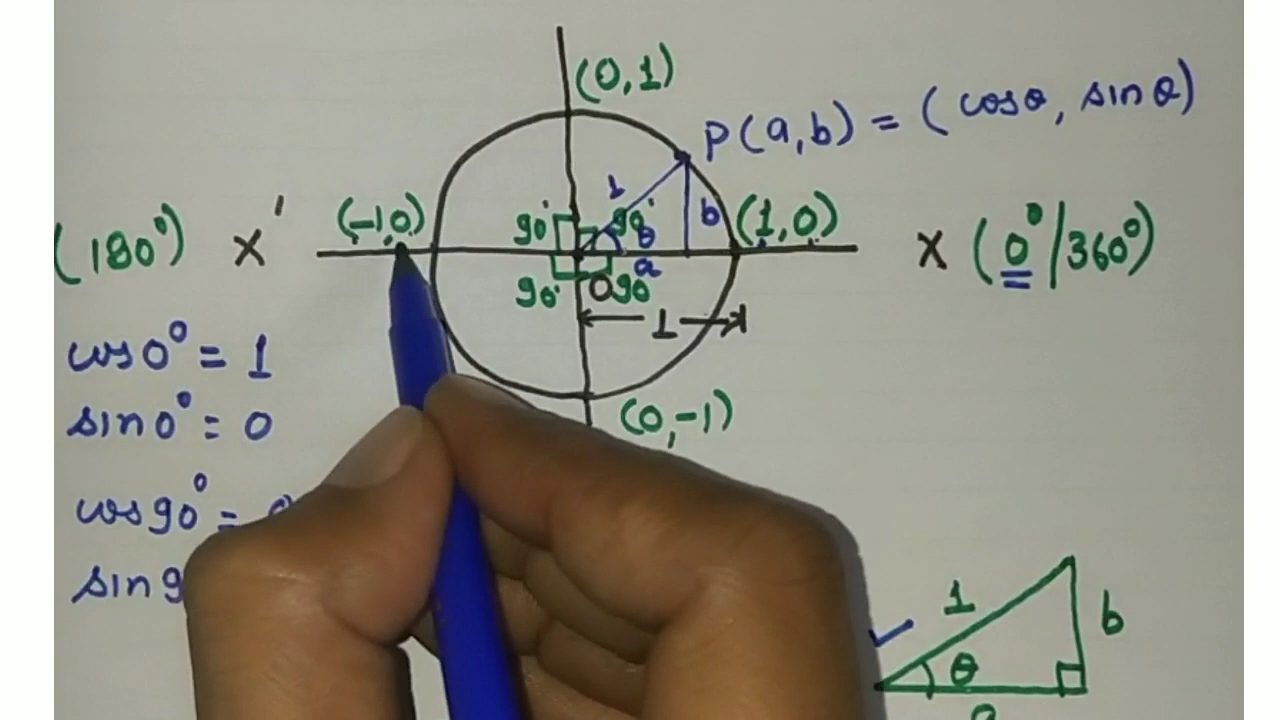 (0,1)
P(a,b) = (cosθ, sinθ)
1
(180°) X' (-1,0) 90° 90° θ b (1,0) X (0°/360°)
a
90° O 90°
1
cos0° = 1
sin0° = 0
(0,-1)
cos90° =
sin9
1 b
θ